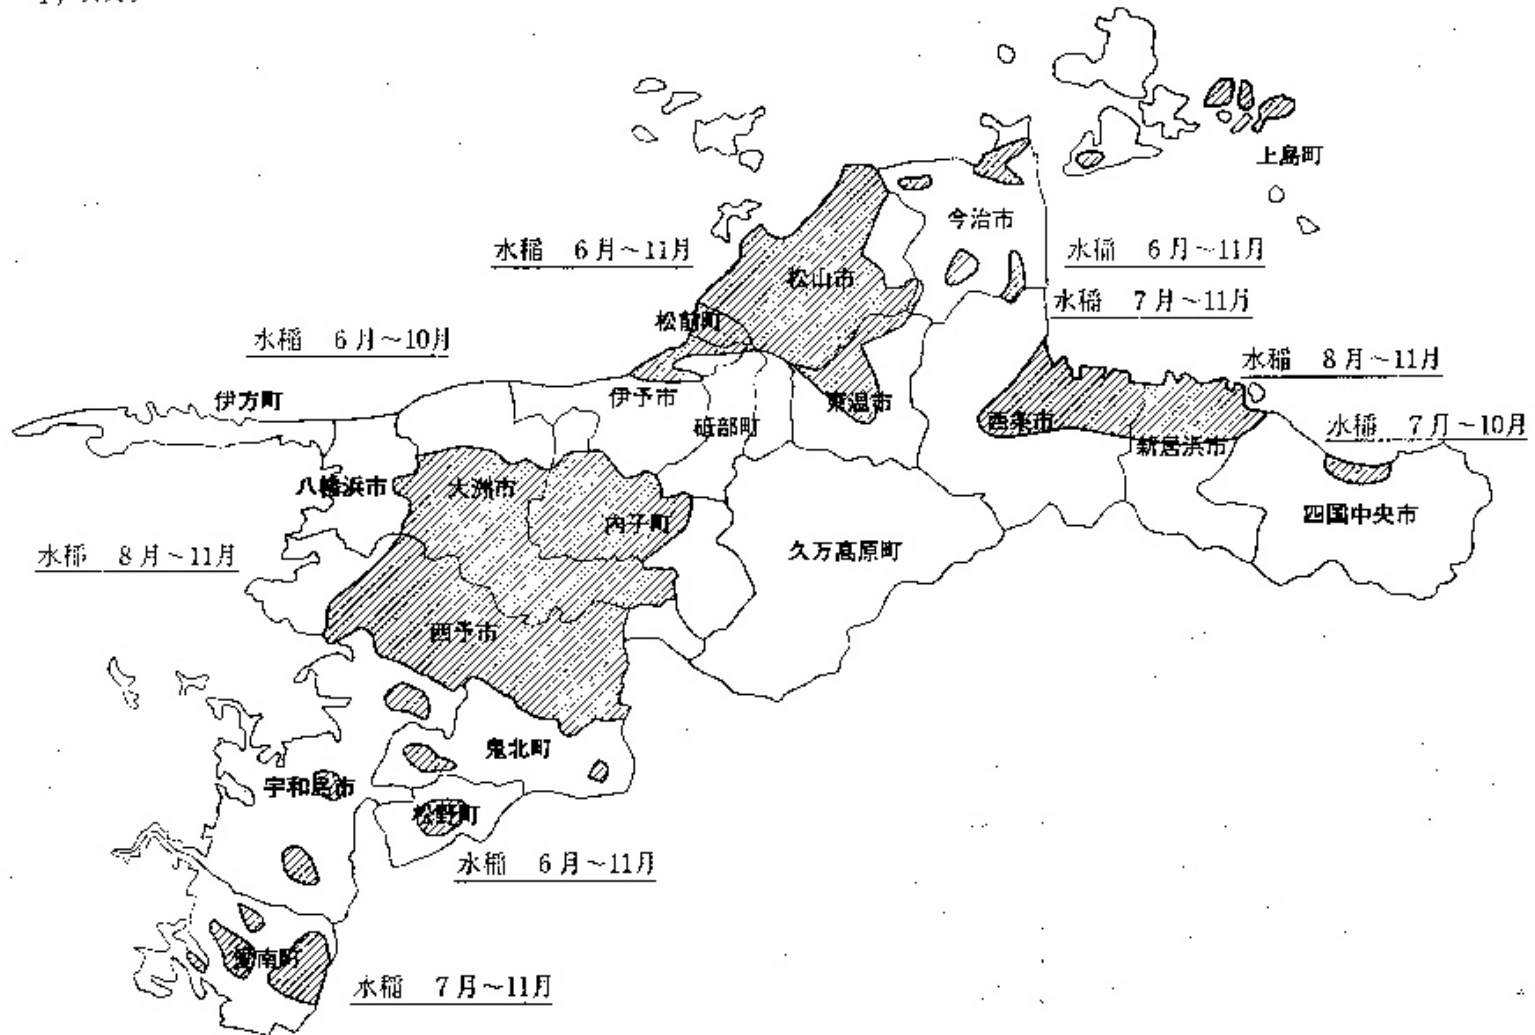 上島町
今治市
水稲 6月~11月
水稲 6月~11月
松山市
水稲 7月~11月
松前町
水稲 6月~10月
水稲 8月~11月
伊方町
伊予市
東温市
西条市
水稲 7月~10月
砥部町
新居浜市
八幡浜市
大洲市
四国中央市
内子町
久万高原町
水稲 8月~11月
西予市
鬼北町
宇和島市
松野町
水稲 6月~11月
愛南町
水稲 7月~11月